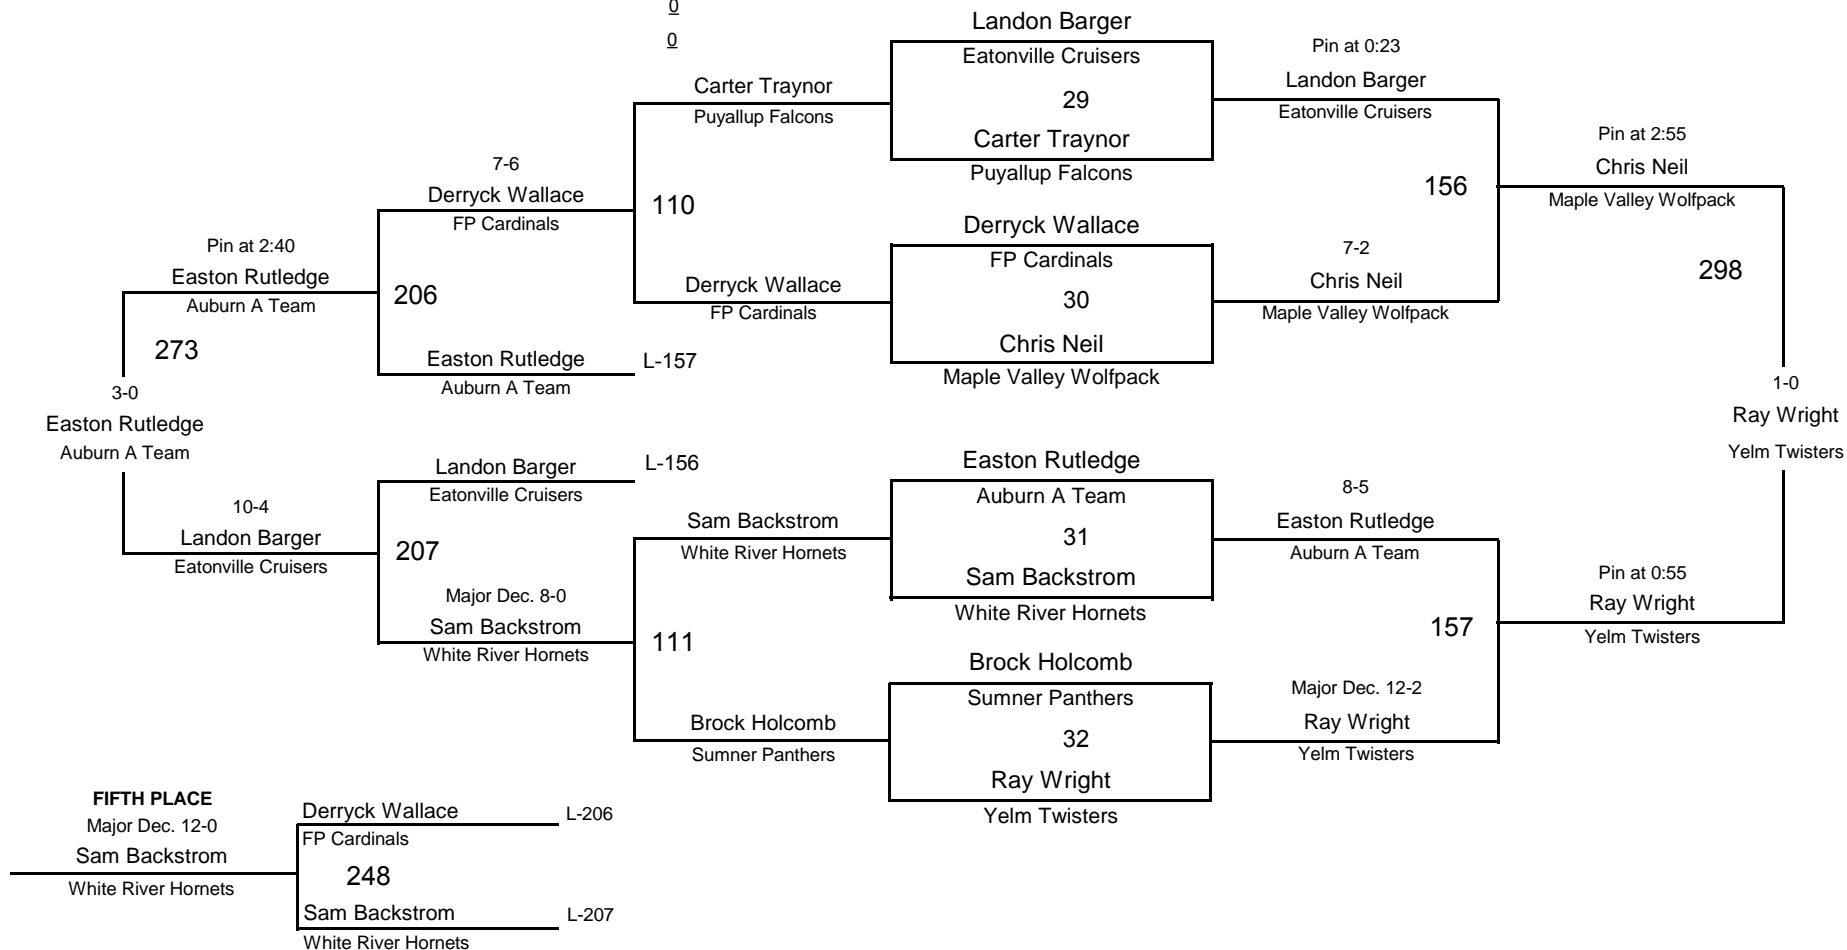 0
0
Landon Barger
Eatonville Cruisers
29
Carter Traynor
Puyallup Falcons
Derryck Wallace
FP Cardinals
30
Chris Neil
Maple Valley Wolfpack
Easton Rutledge
Auburn A Team
31
Sam Backstrom
White River Hornets
Brock Holcomb
Sumner Panthers
32
Ray Wright
Yelm Twisters
Pin at 0:23
Landon Barger
Eatonville Cruisers
156
7-2
Chris Neil
Maple Valley Wolfpack
8-5
Easton Rutledge
Auburn A Team
157
Major Dec. 12-2
Ray Wright
Yelm Twisters
Pin at 2:55
Chris Neil
Maple Valley Wolfpack
298
Pin at 0:55
Ray Wright
Yelm Twisters
1-0
Ray Wright
Yelm Twisters
Carter Traynor
Puyallup Falcons
110
Derryck Wallace
FP Cardinals
Sam Backstrom
White River Hornets
111
Brock Holcomb
Sumner Panthers
7-6
Derryck Wallace
FP Cardinals
206
Easton Rutledge
L-157
Auburn A Team
Landon Barger
L-156
Eatonville Cruisers
207
Major Dec. 8-0
Sam Backstrom
White River Hornets
Pin at 2:40
Easton Rutledge
Auburn A Team
273
10-4
Landon Barger
Eatonville Cruisers
3-0
Easton Rutledge
Auburn A Team
FIFTH PLACE
Major Dec. 12-0
Sam Backstrom
White River Hornets
Derryck Wallace
L-206
FP Cardinals
248
Sam Backstrom
L-207
White River Hornets